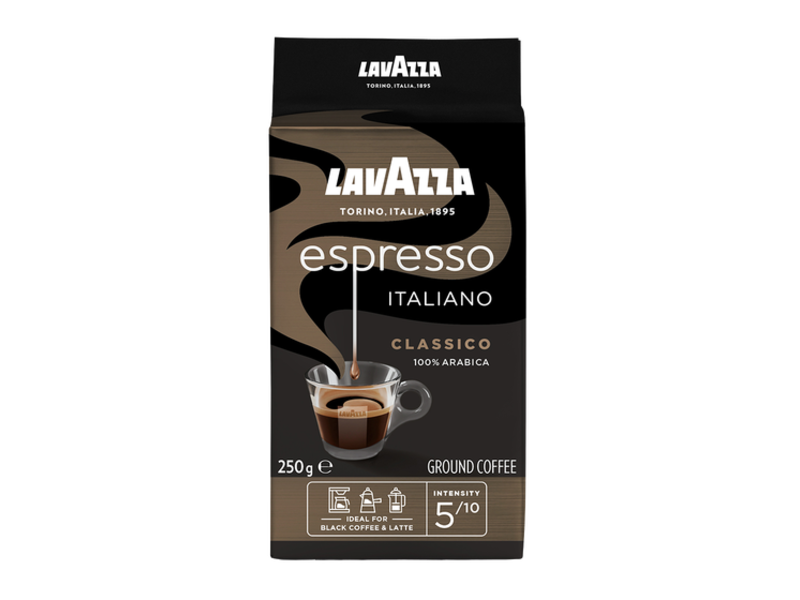 LAVAZZA
TORINO, ITALIA, 1895
LAVAZZA
TORINO, ITALIA, 1895
espresso
ITALIANO
CLASSICO
100% ARABICA
LAVAZZA
250g ℮
GROUND COFFEE
IDEAL FOR
BLACK COFFEE & LATTE
INTENSITY
5/10